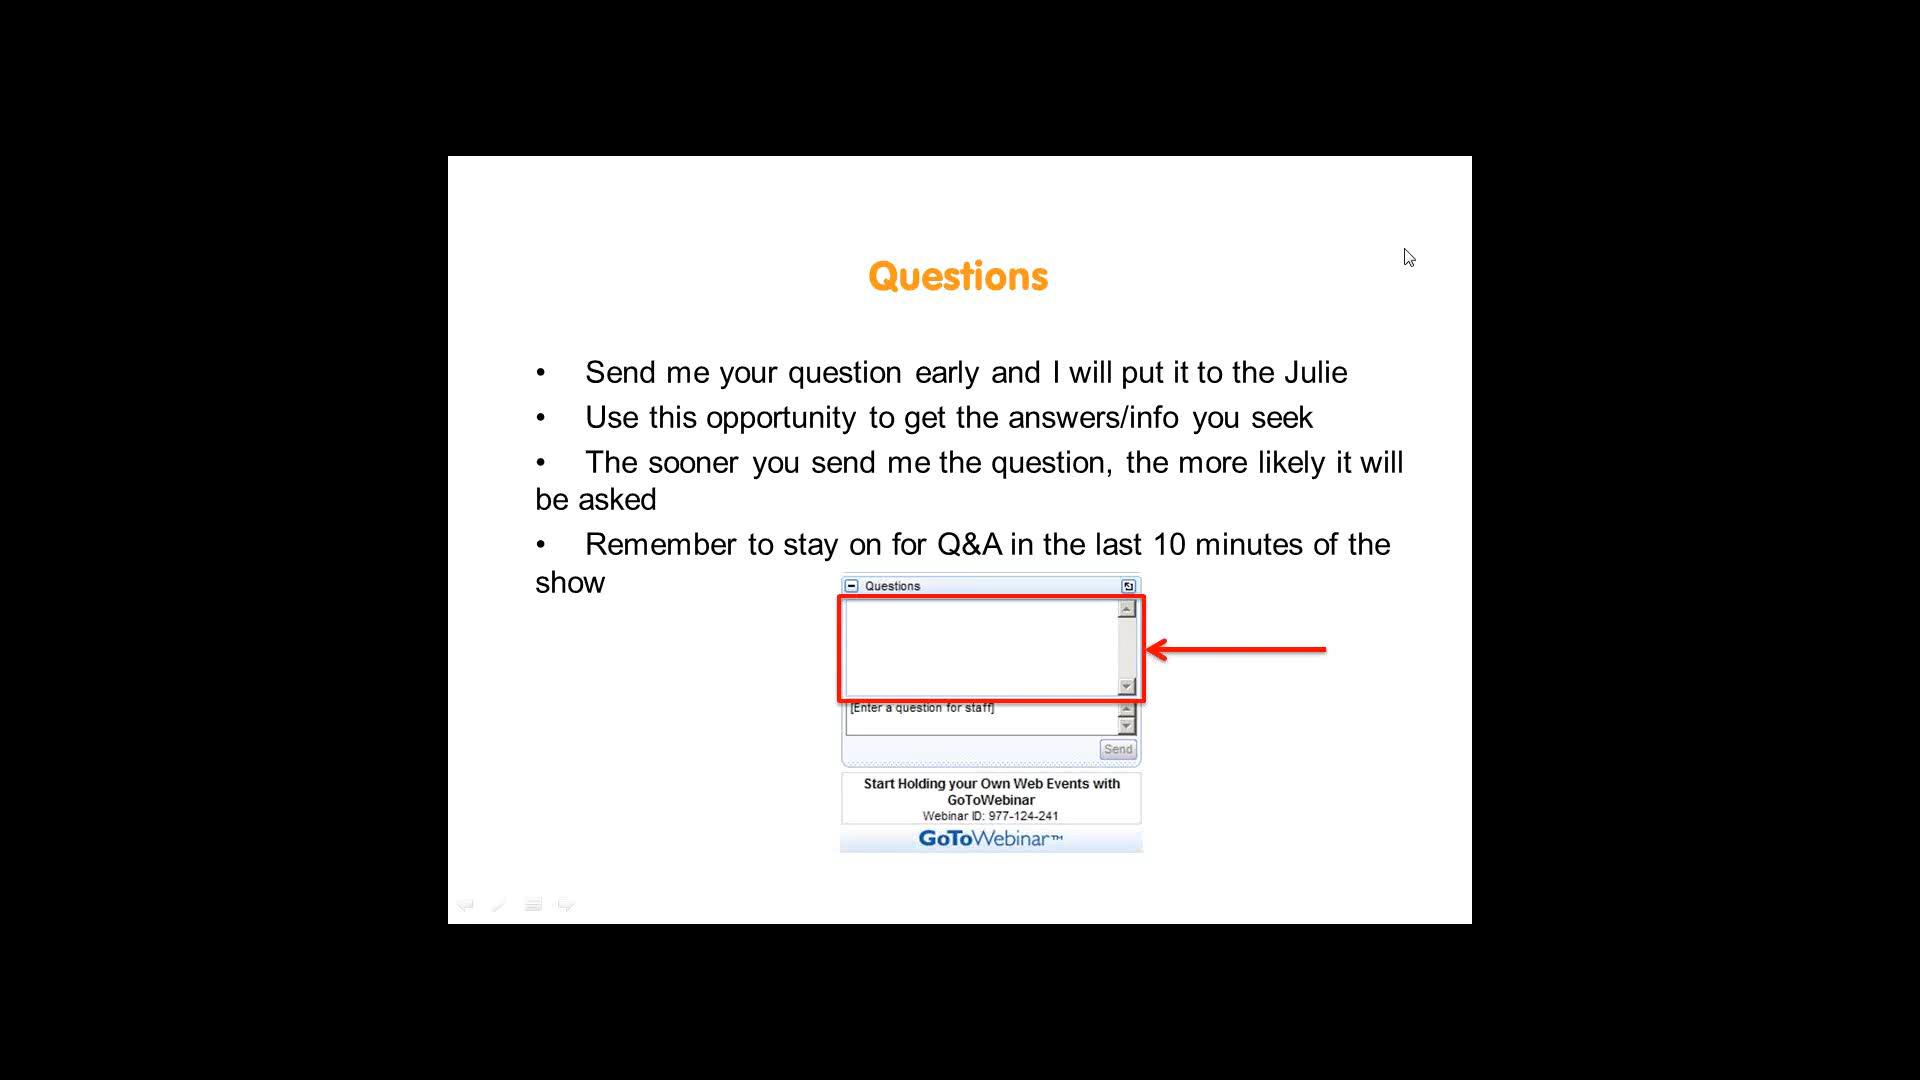 Questions
• Send me your question early and I will put it to the Julie
• Use this opportunity to get the answers/info you seek
• The sooner you send me the question, the more likely it will
be asked
• Remember to stay on for Q&A in the last 10 minutes of the
show
Questions
[Enter a question for staff]
Send
Start Holding your Own Web Events with
GoToWebinar
Webinar ID: 977-124-241
GoToWebinar™